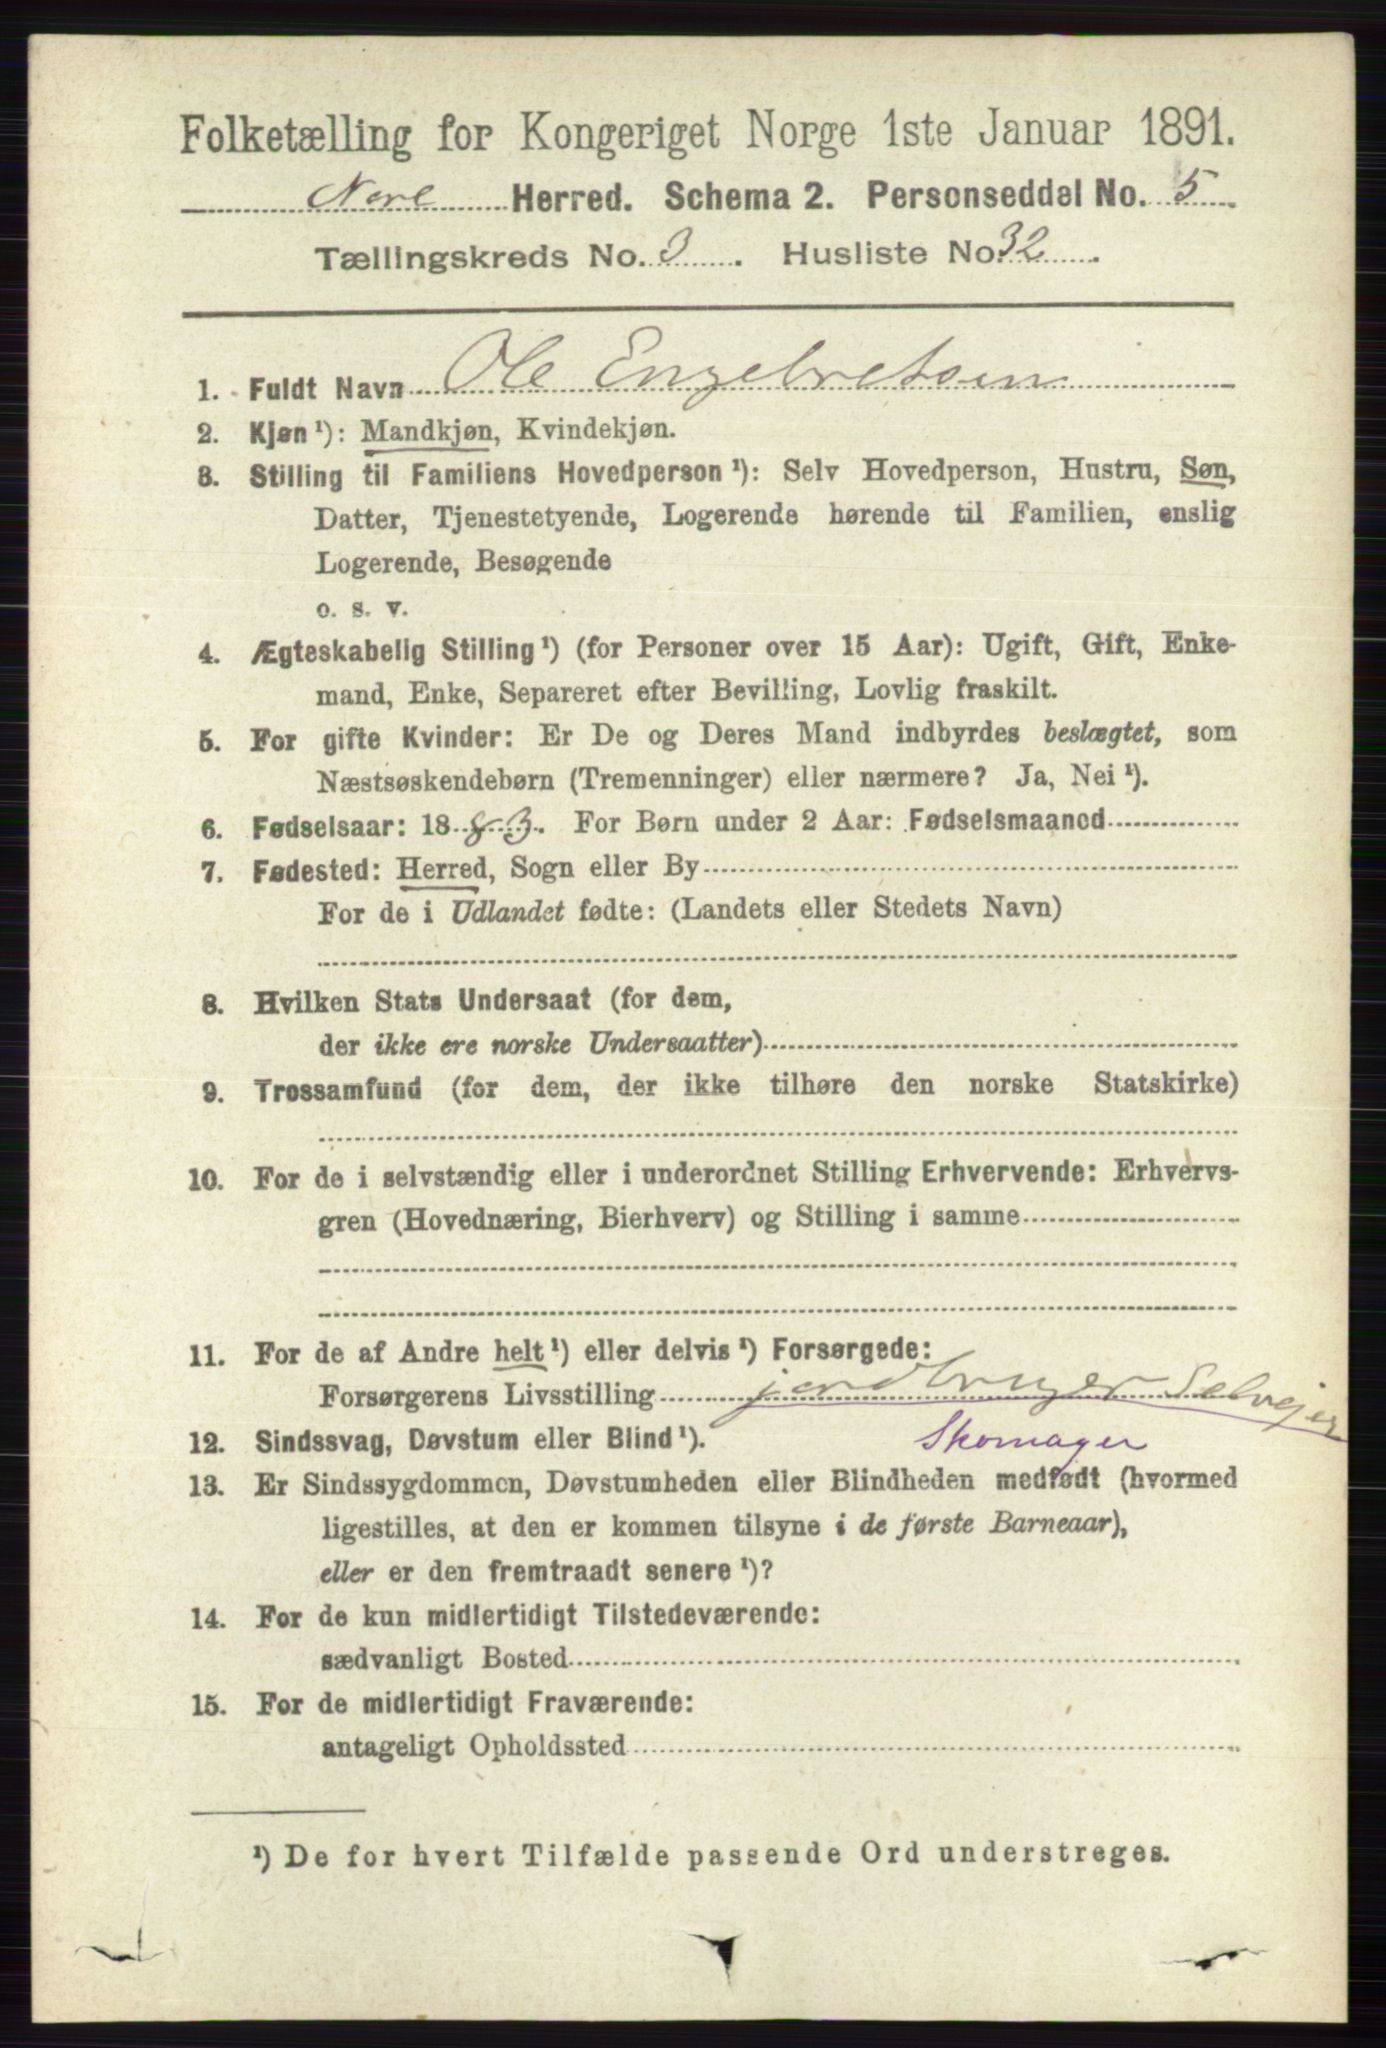 Folketælling for Kongeriget Norge 1ste Januar 1891.
Nore Herred. Schema 2. Personseddel No. 5
Tællingskreds No. 3. Husliste No. 32.
1. Fuldt Navn Ole Engebretsen
2. Kjøn ¹): Mandkjøn, Kvindekjøn.
3. Stilling til Familiens Hovedperson ¹): Selv Hovedperson, Hustru, Søn,
Datter, Tjenestetyende, Logerende hørende til Familien, enslig
Logerende, Besøgende
o. s. v.
4. Ægteskabelig Stilling ¹) (for Personer over 15 Aar): Ugift, Gift, Enke-
mand, Enke, Separeret efter Bevilling, Lovlig fraskilt.
5. For gifte Kvinder: Er De og Deres Mand indbyrdes beslægtet, som
Næstsøskendebørn (Tremenninger) eller nærmere? Ja, Nei ¹).
6. Fødselsaar: 1883. For Børn under 2 Aar: Fødselsmaaned
7. Fødested: Herred, Sogn eller By
For de i Udlandet fødte: (Landets eller Stedets Navn)
8. Hvilken Stats Undersaat (for dem,
der ikke ere norske Undersaatter)
9. Trossamfund (for dem, der ikke tilhøre den norske Statskirke)
10. For de i selvstændig eller i underordnet Stilling Erhvervende: Erhvervs-
gren (Hovednæring, Bierhverv) og Stilling i samme
11. For de af Andre helt ¹) eller delvis ¹) Forsørgede:
Forsørgerens Livsstilling jordbruger Selvejer
12. Sindssvag, Døvstum eller Blind ¹). Skomager
13. Er Sindssygdommen, Døvstumheden eller Blindheden medfødt (hvormed
ligestilles, at den er kommen tilsyne i de første Barneaar),
eller er den fremtraadt senere ¹)?
14. For de kun midlertidigt Tilstedeværende:
sædvanligt Bosted
15. For de midlertidigt Fraværende:
antageligt Opholdssted
¹) De for hvert Tilfælde passende Ord understreges.